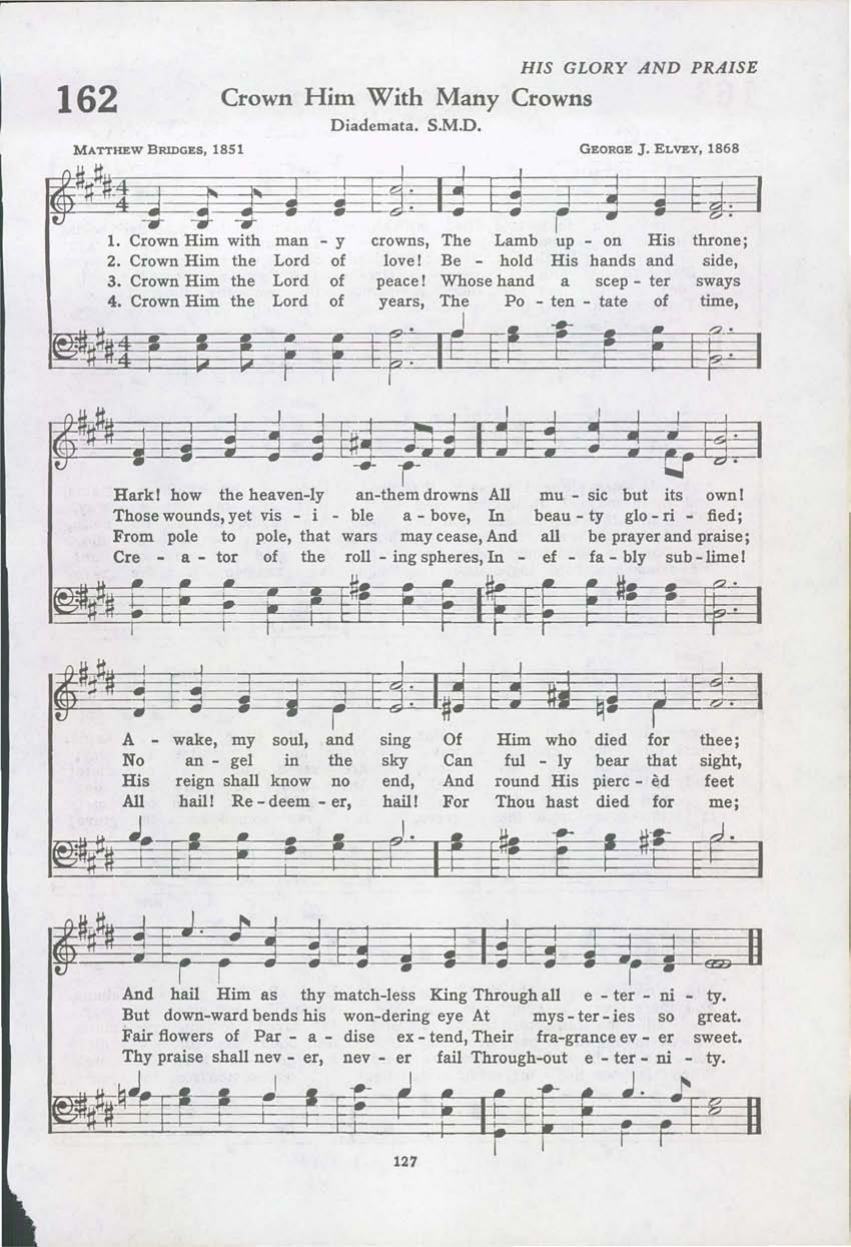 HIS GLORY AND PRAISE
162 Crown Him With Many Crowns
Diademata. S.M.D.
MATTHEW BRIDGES, 1851 GEORGE J. ELVEY, 1868
1. Crown Him with man - y crowns, The Lamb up - on His throne;
2. Crown Him the Lord of love! Be - hold His hands and side,
3. Crown Him the Lord of peace! Whose hand a scep - ter sways
4. Crown Him the Lord of years, The Po - ten - tate of time,
Hark! how the heaven-ly an-them drowns All mu - sic but its own!
Those wounds, yet vis - i - ble a - bove, In beau - ty glo - ri - fied;
From pole to pole, that wars may cease, And all be prayer and praise;
Cre - a - tor of the roll - ing spheres, In - ef - fa - bly sub - lime!
A - wake, my soul, and sing Of Him who died for thee;
No an - gel in the sky Can ful - ly bear that sight,
His reign shall know no end, And round His pierc - èd feet
All hail! Re - deem - er, hail! For Thou hast died for me;
And hail Him as thy match-less King Through all e - ter - ni - ty.
But down-ward bends his won-dering eye At mys - ter - ies so great.
Fair flowers of Par - a - dise ex - tend, Their fra-grance ev - er sweet.
Thy praise shall nev - er, nev - er fail Through-out e - ter - ni - ty.
127